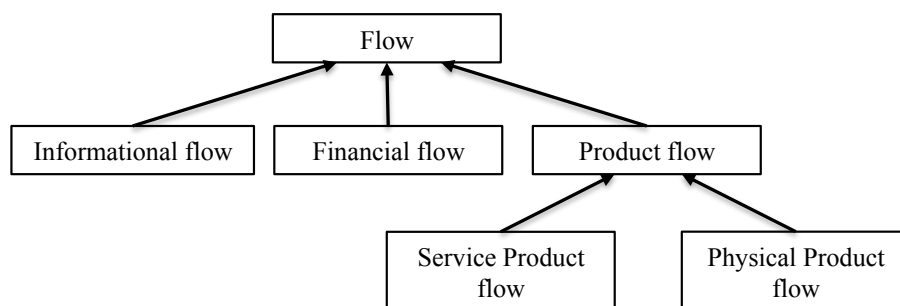 Flow
Informational flow
Financial flow
Product flow
Service Product
flow
Physical Product
flow